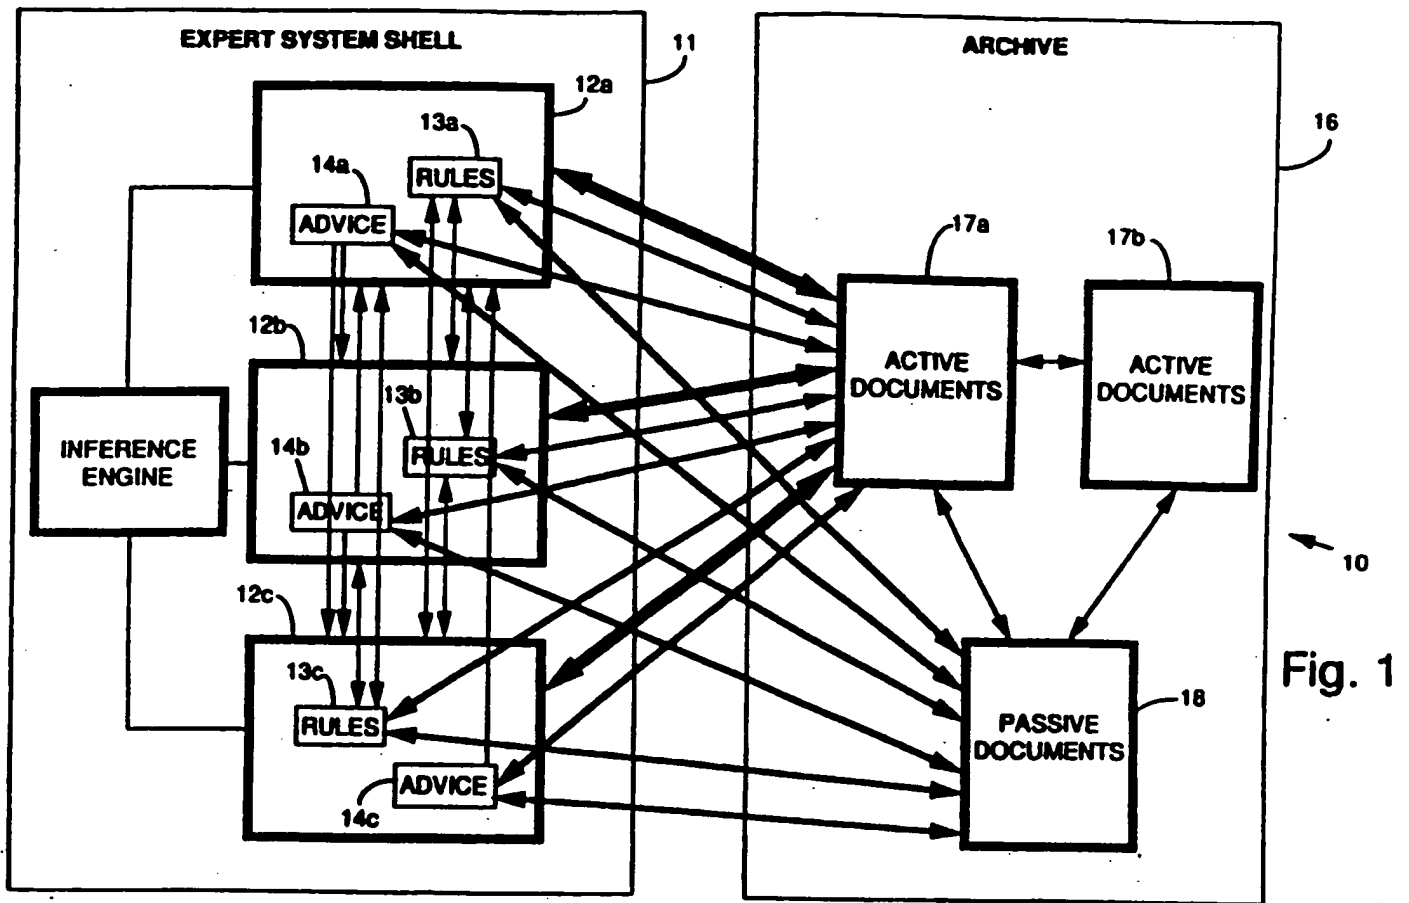 EXPERT SYSTEM SHELL
11
ARCHIVE
12a
13a
16
14a
RULES
ADVICE
17a
17b
12b
ACTIVE
DOCUMENTS
ACTIVE
DOCUMENTS
13b
INFERENCE
ENGINE
14b
RULES
ADVICE
10
12c
Fig. 1
13c
18
RULES
PASSIVE
DOCUMENTS
ADVICE
14c